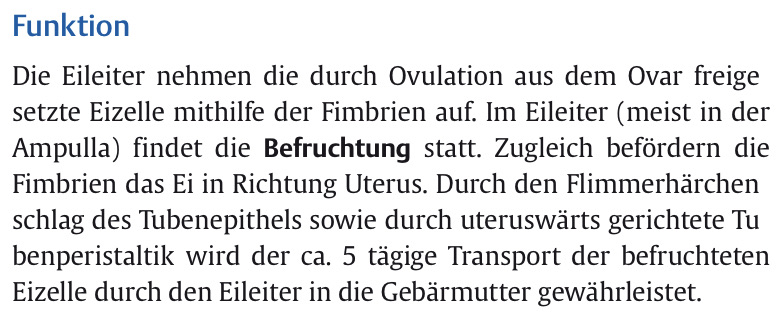 Funktion
Die Eileiter nehmen die durch Ovulation aus dem Ovar freige
setzte Eizelle mithilfe der Fimbrien auf. Im Eileiter (meist in der
Ampulla) findet die Befruchtung statt. Zugleich befördern die
Fimbrien das Ei in Richtung Uterus. Durch den Flimmerhärchen
schlag des Tubenepithels sowie durch uteruswärts gerichtete Tu
benperistaltik wird der ca. 5 tägige Transport der befruchteten
Eizelle durch den Eileiter in die Gebärmutter gewährleistet.